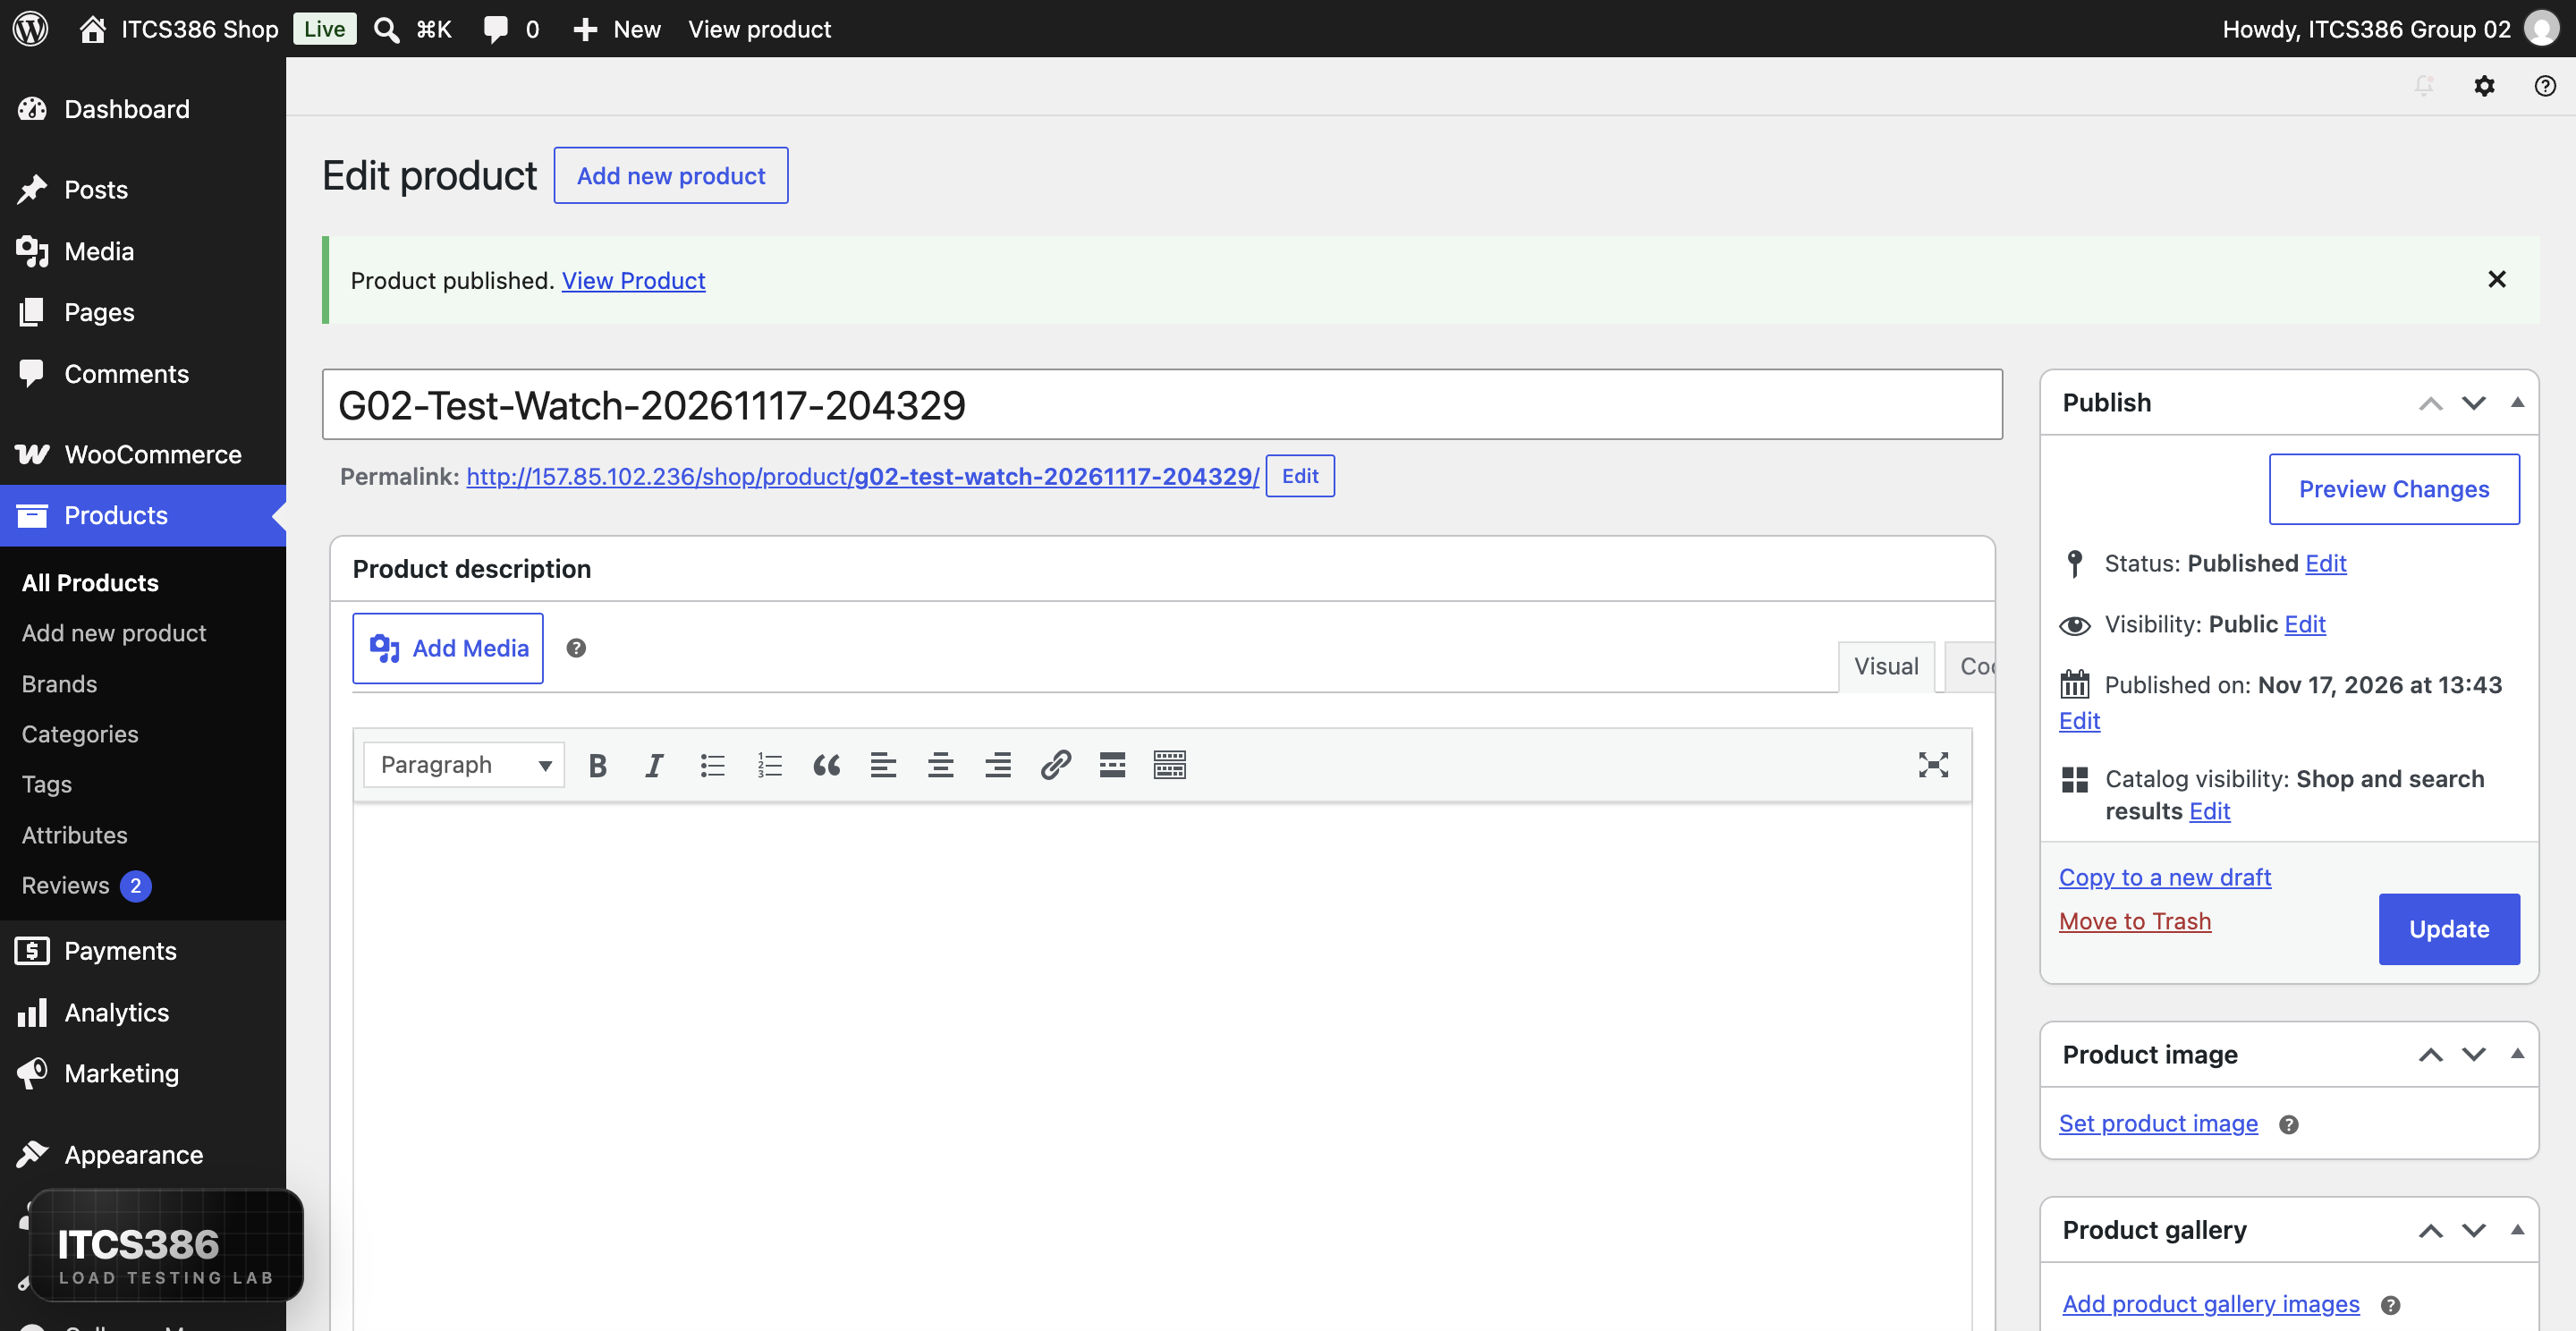 ITCS386 Shop Live ⌘K 0 New View product Howdy, ITCS386 Group 02
Dashboard
Posts
Media
Pages
Comments
WooCommerce
Products
All Products
Add new product
Brands
Categories
Tags
Attributes
Reviews 2
Payments
Analytics
Marketing
Appearance
ITCS386
LOAD TESTING LAB
Edit product Add new product
Product published. View Product
G02-Test-Watch-20261117-204329
Permalink: http://157.85.102.236/shop/product/g02-test-watch-20261117-204329/ Edit
Product description
Add Media
Visual
Paragraph
Publish
Preview Changes
Status: Published Edit
Visibility: Public Edit
Published on: Nov 17, 2026 at 13:43
Edit
Catalog visibility: Shop and search
results Edit
Copy to a new draft
Move to Trash
Update
Product image
Set product image
Product gallery
Add product gallery images